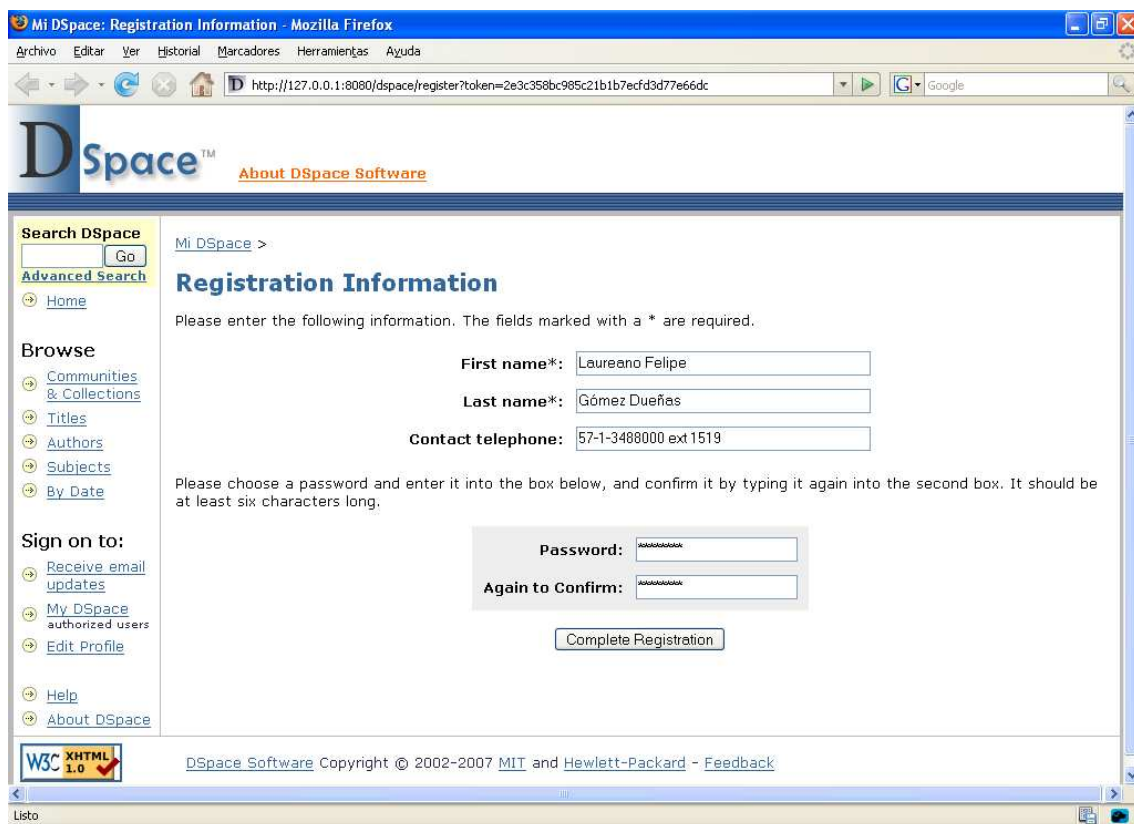 Mi DSpace: Registration Information - Mozilla Firefox
Archivo Editar Ver Historial Marcadores Herramientas Ayuda
http://127.0.0.1:8080/dspace/register?token=2e3c358bc985c21b1b7ecfd3d77e66dc
G Google
DSpace™ About DSpace Software
Search DSpace
Go
Advanced Search
Home
Browse
Communities
& Collections
Titles
Authors
Subjects
By Date
Sign on to:
Receive email
updates
My DSpace
authorized users
Edit Profile
Help
About DSpace
Mi DSpace >
Registration Information
Please enter the following information. The fields marked with a * are required.
First name*: Laureano Felipe
Last name*: Gómez Dueñas
Contact telephone: 57-1-3488000 ext 1519
Please choose a password and enter it into the box below, and confirm it by typing it again into the second box. It should be
at least six characters long.
Password: ********
Again to Confirm: ********
Complete Registration
W3C XHTML 1.0
DSpace Software Copyright © 2002-2007 MIT and Hewlett-Packard - Feedback
Listo